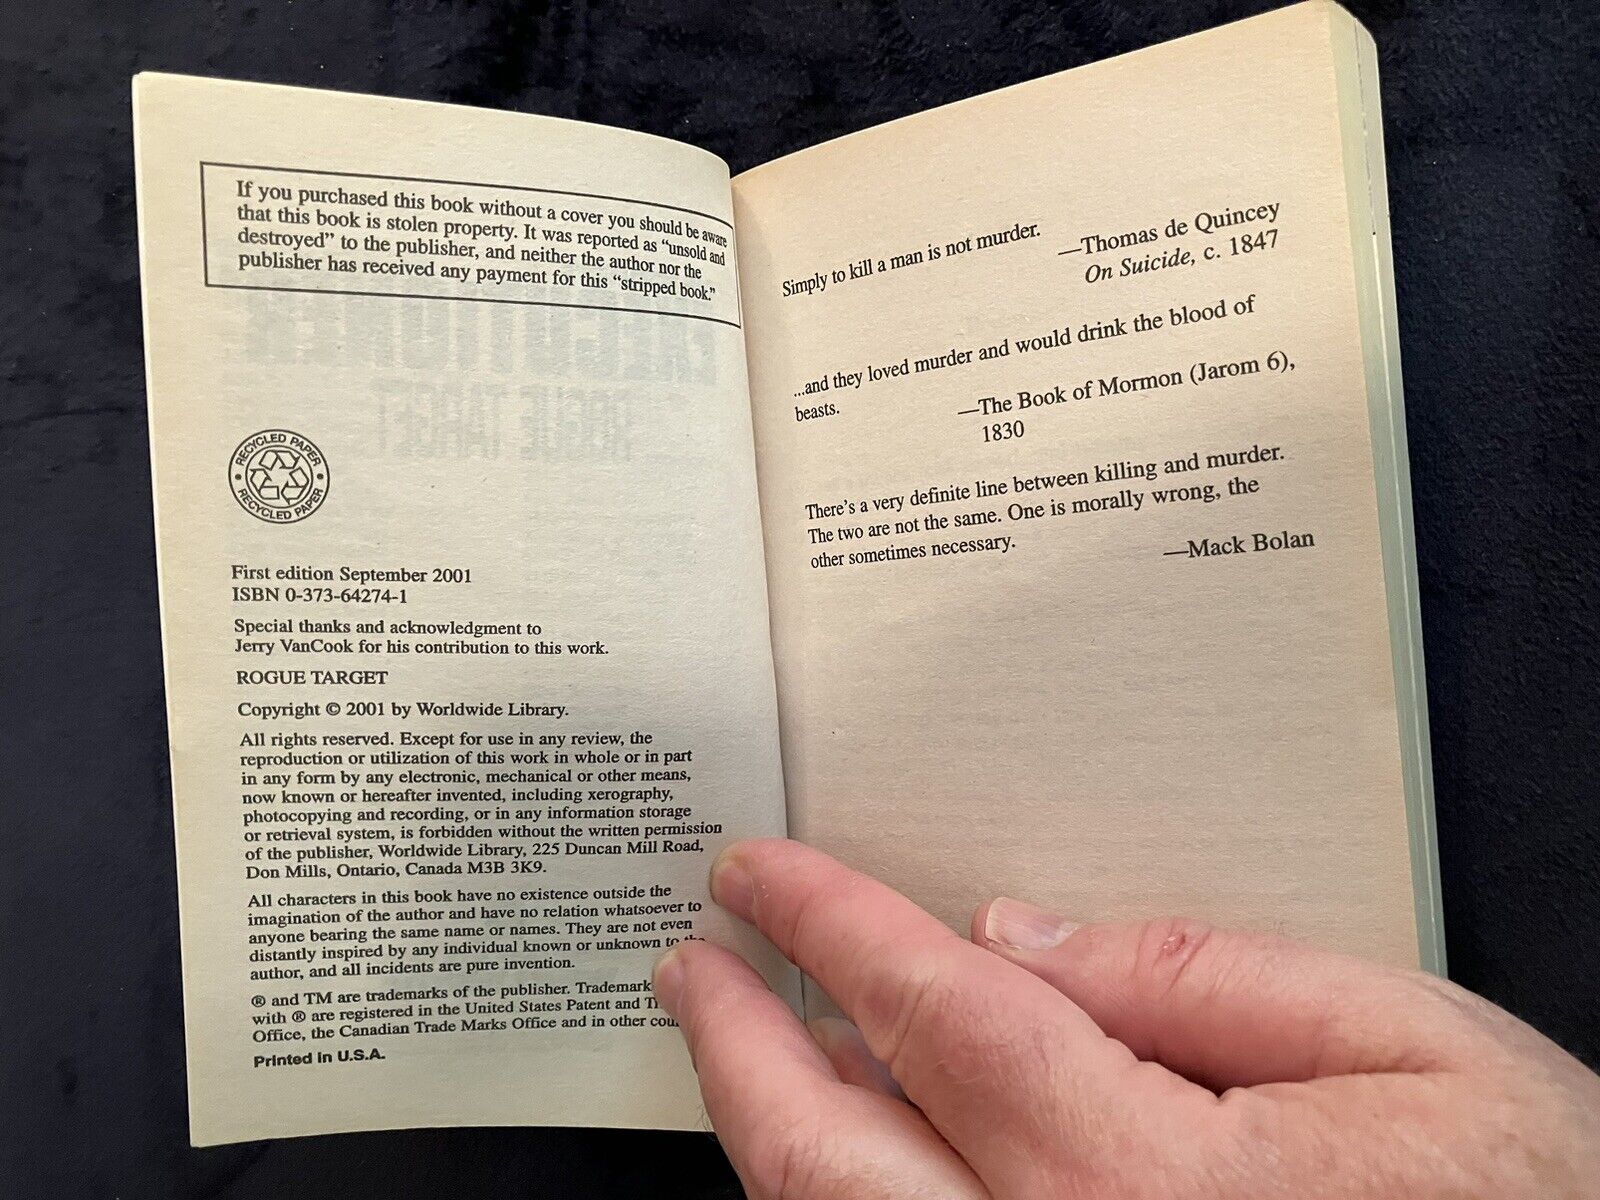 If you purchased this book without a cover you should be aware
that this book is stolen property. It was reported as “unsold and
destroyed” to the publisher, and neither the author nor the
publisher has received any payment for this “stripped book.”
RECYCLED PAPER
RECYCLED PAPER
First edition September 2001
ISBN 0-373-64274-1
Special thanks and acknowledgment to
Jerry VanCook for his contribution to this work.
ROGUE TARGET
Copyright © 2001 by Worldwide Library.
All rights reserved. Except for use in any review, the
reproduction or utilization of this work in whole or in part
in any form by any electronic, mechanical or other means,
now known or hereafter invented, including xerography,
photocopying and recording, or in any information storage
or retrieval system, is forbidden without the written permission
of the publisher, Worldwide Library, 225 Duncan Mill Road,
Don Mills, Ontario, Canada M3B 3K9.
All characters in this book have no existence outside the
imagination of the author and have no relation whatsoever to
anyone bearing the same name or names. They are not even
distantly inspired by any individual known or unknown to the
author, and all incidents are pure invention.
® and TM are trademarks of the publisher. Trademark
with ® are registered in the United States Patent and
Office, the Canadian Trade Marks Office and in other
Printed in U.S.A.
Simply to kill a man is not murder.
—Thomas de Quincey
On Suicide, c. 1847
...and they loved murder and would drink the blood of
beasts.
—The Book of Mormon (Jarom 6),
1830
There’s a very definite line between killing and murder.
The two are not the same. One is morally wrong, the
other sometimes necessary.
—Mack Bolan